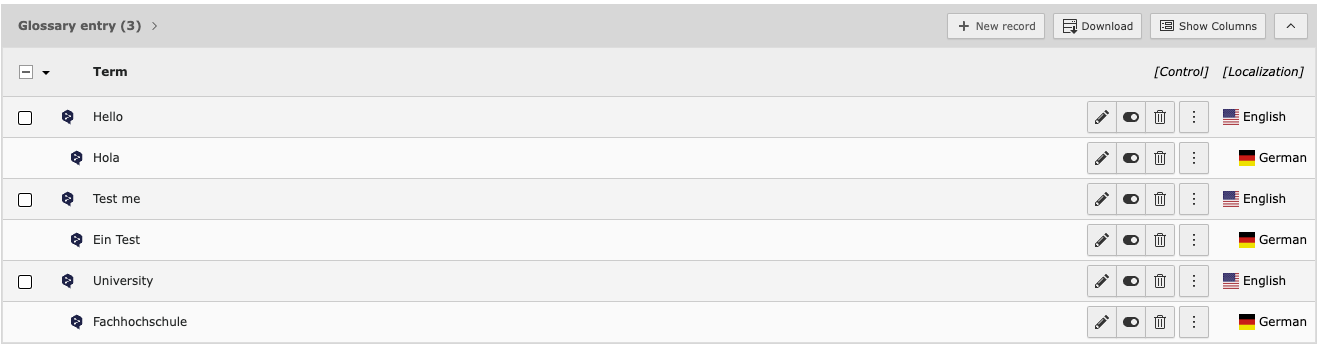 Glossary entry (3)
New record
Download
Show Columns
Term
[Control]
[Localization]
Hello
English
Hola
German
Test me
English
Ein Test
German
University
English
Fachhochschule
German